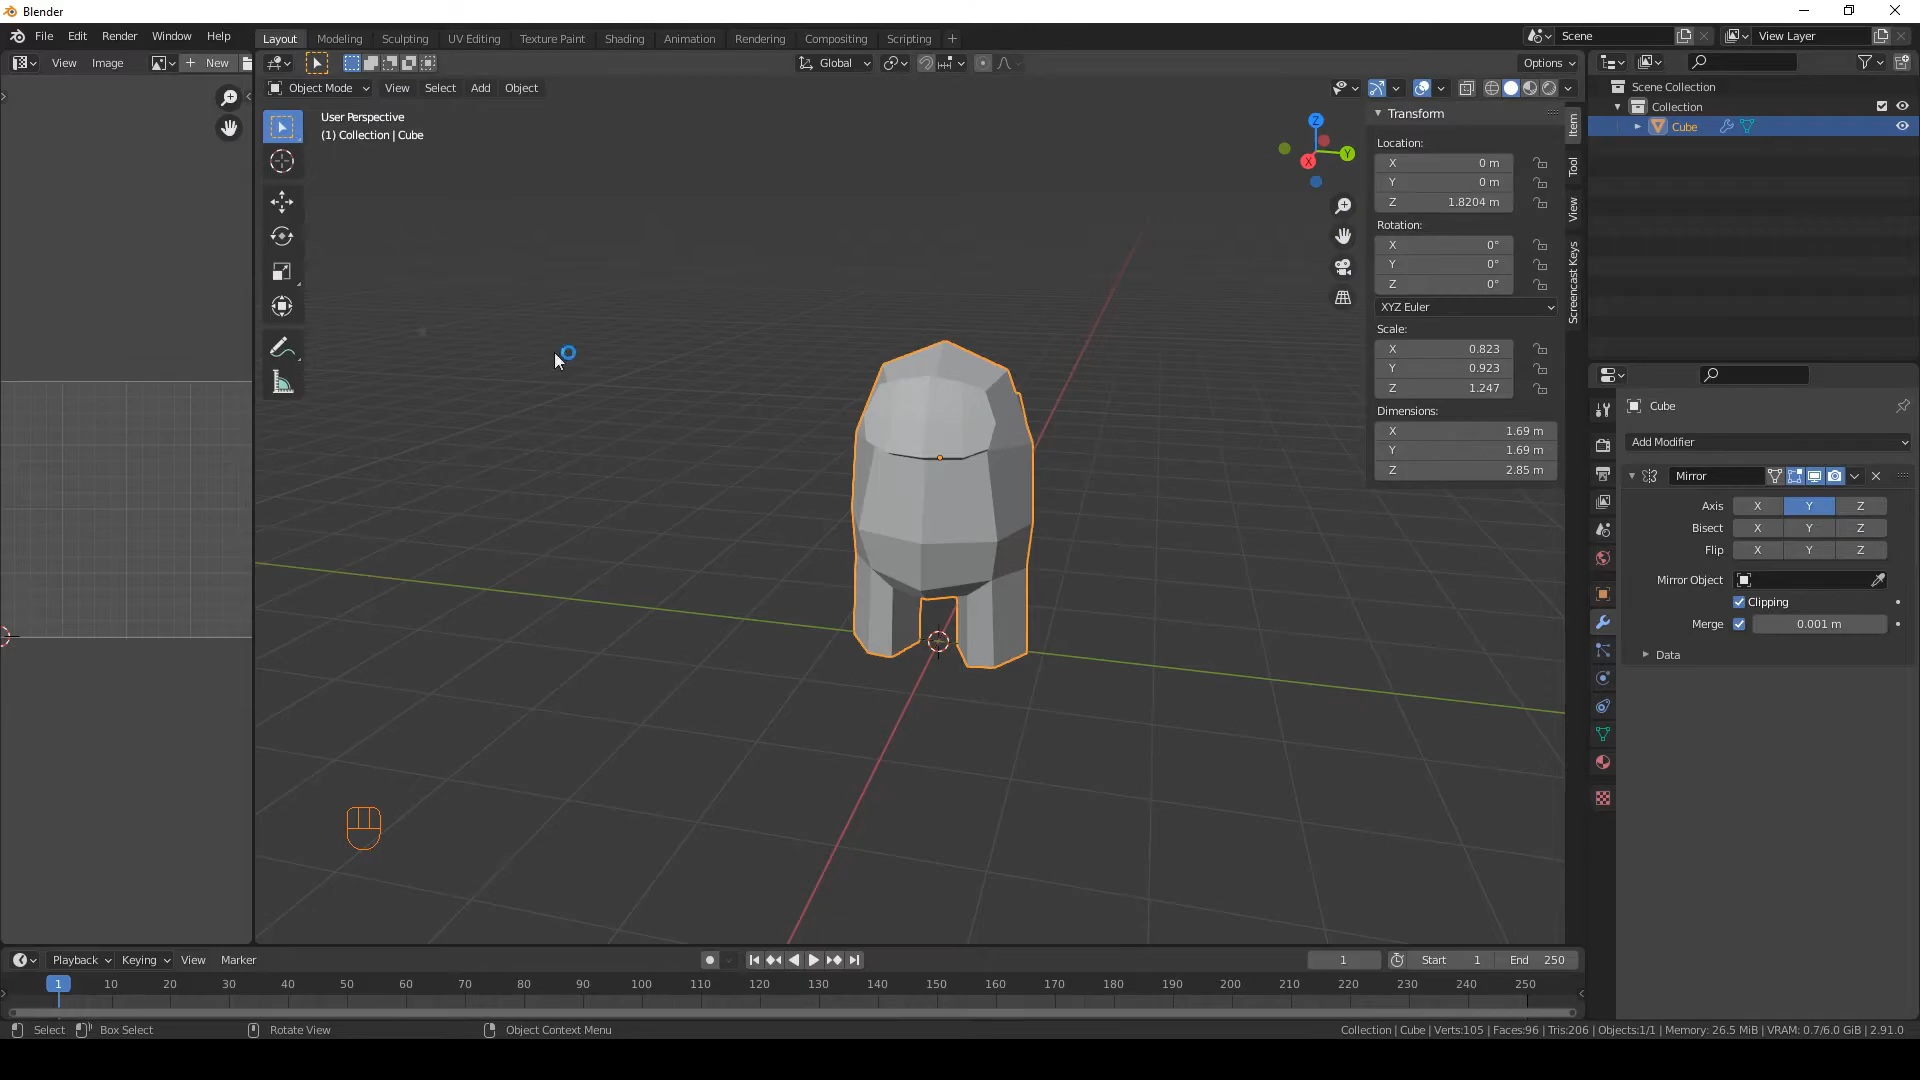 Blender
File Edit Render Window Help
Layout Modeling Sculpting UV Editing Texture Paint Shading Animation Rendering Compositing Scripting
Scene
View Layer
View Image New
Global
Options
Object Mode View Select Add Object
User Perspective
(1) Collection | Cube
Z
Y
X
Transform
Location:
X 0 m
Y 0 m
Z 1.8204 m
Rotation:
X 0°
Y 0°
Z 0°
XYZ Euler
Scale:
X 0.823
Y 0.923
Z 1.247
Dimensions:
X 1.69 m
Y 1.69 m
Z 2.85 m
Item
Tool
View
Screencast Keys
Scene Collection
Collection
Cube
Cube
Add Modifier
Mirror
Axis X Y Z
Bisect X Y Z
Flip X Y Z
Mirror Object
Clipping
Merge 0.001 m
Data
Playback Keying View Marker
1
Start 1
End 250
1 10 20 30 40 50 60 70 80 90 100 110 120 130 140 150 160 170 180 190 200 210 220 230 240 250
Select Box Select Rotate View Object Context Menu
Collection | Cube | Verts:105 | Faces:96 | Tris:206 | Objects:1/1 | Memory: 26.5 MiB | VRAM: 0.7/6.0 GiB | 2.91.0